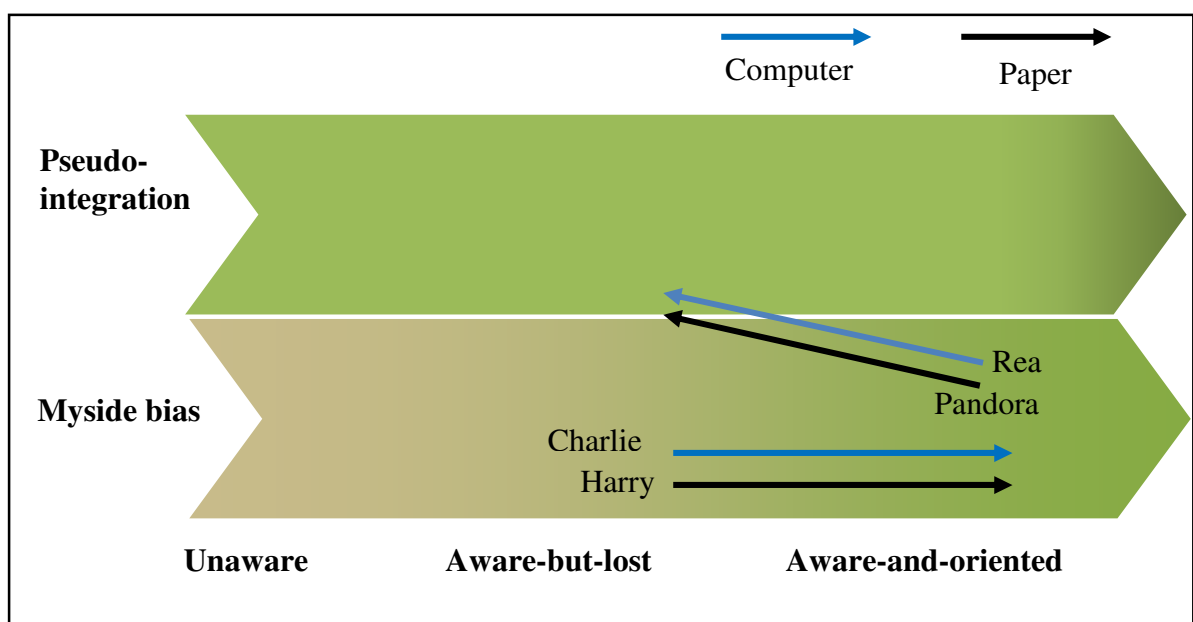 Computer
Paper
Pseudo-
integration
Rea
Pandora
Myside bias
Charlie
Harry
Unaware
Aware-but-lost
Aware-and-oriented